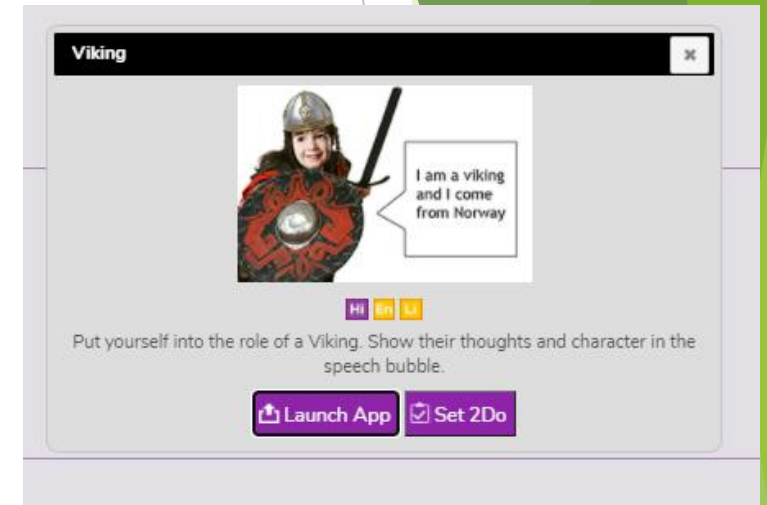 Viking
I am a viking
and I come
from Norway
Hi En Li
Put yourself into the role of a Viking. Show their thoughts and character in the
speech bubble.
Launch App Set 2Do